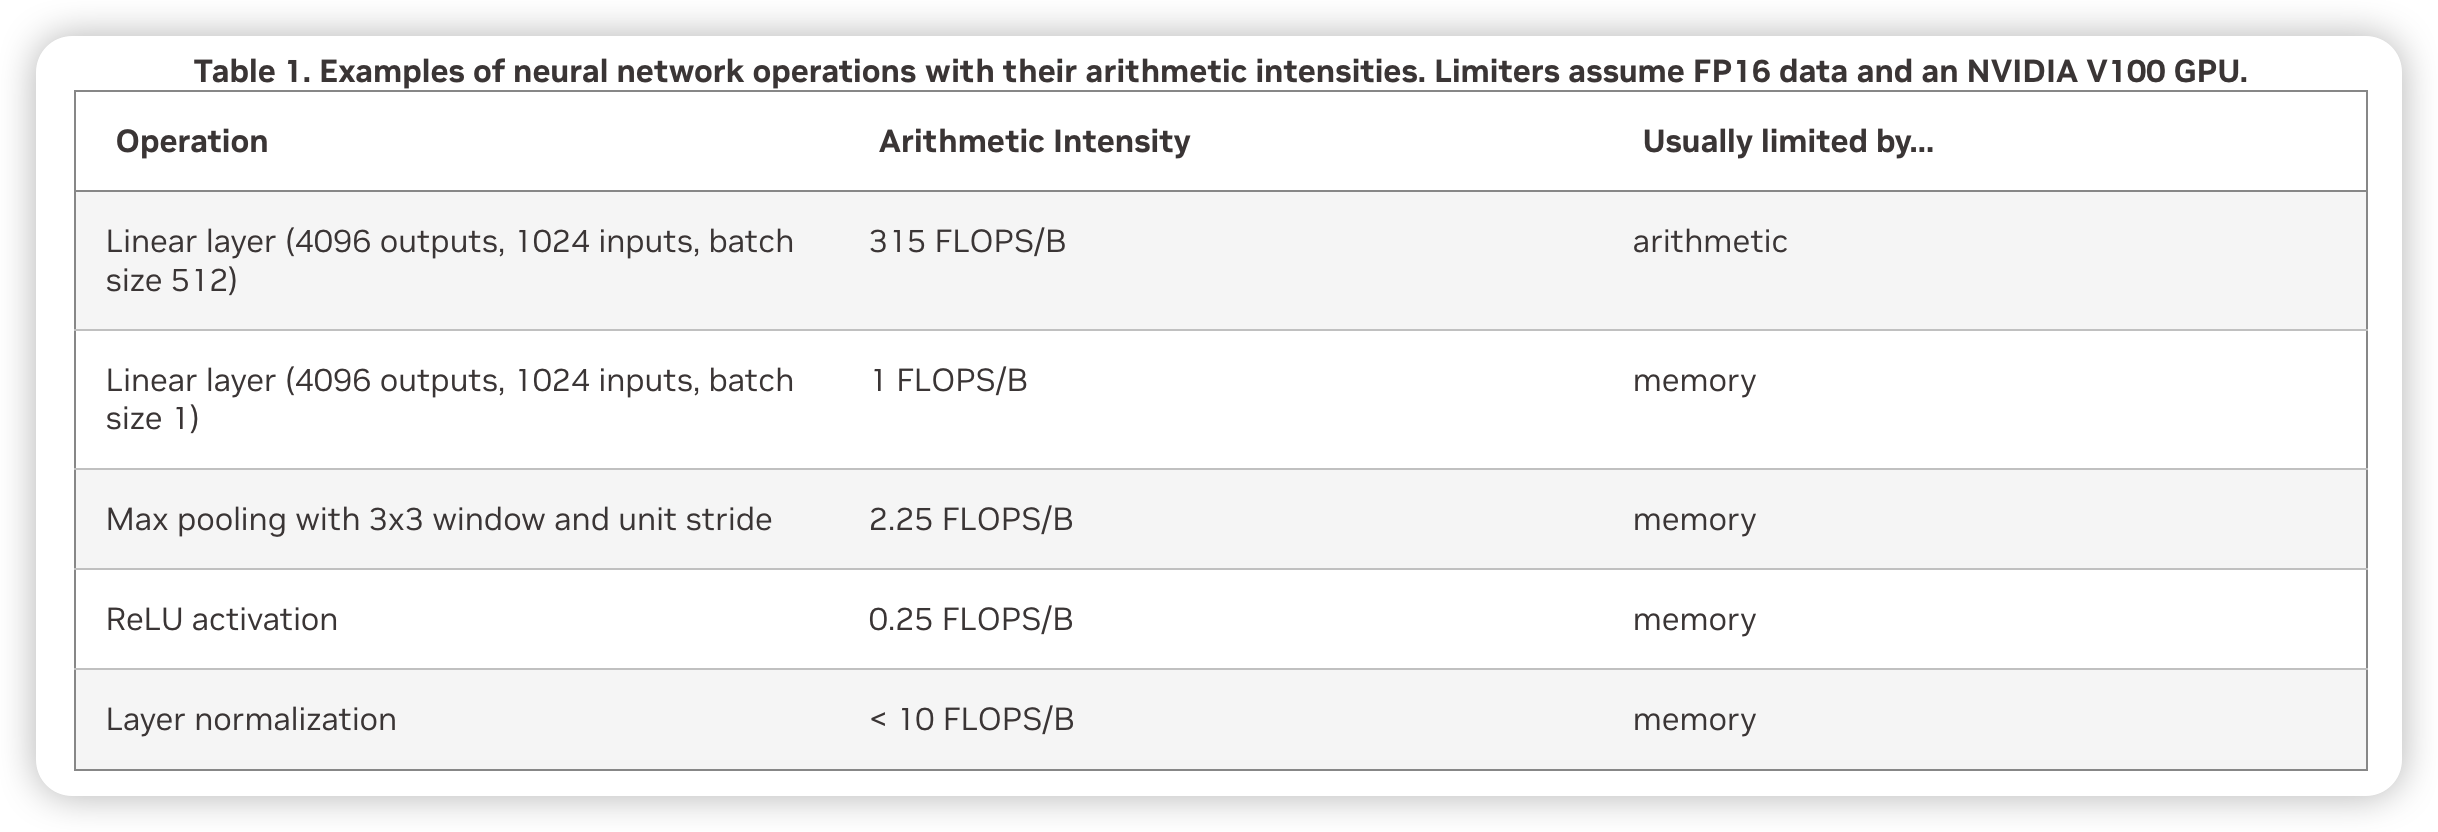 Table 1. Examples of neural network operations with their arithmetic intensities. Limiters assume FP16 data and an NVIDIA V100 GPU.
Operation Arithmetic Intensity Usually limited by...
Linear layer (4096 outputs, 1024 inputs, batch 315 FLOPS/B arithmetic
size 512)
Linear layer (4096 outputs, 1024 inputs, batch 1 FLOPS/B memory
size 1)
Max pooling with 3x3 window and unit stride 2.25 FLOPS/B memory
ReLU activation 0.25 FLOPS/B memory
Layer normalization < 10 FLOPS/B memory